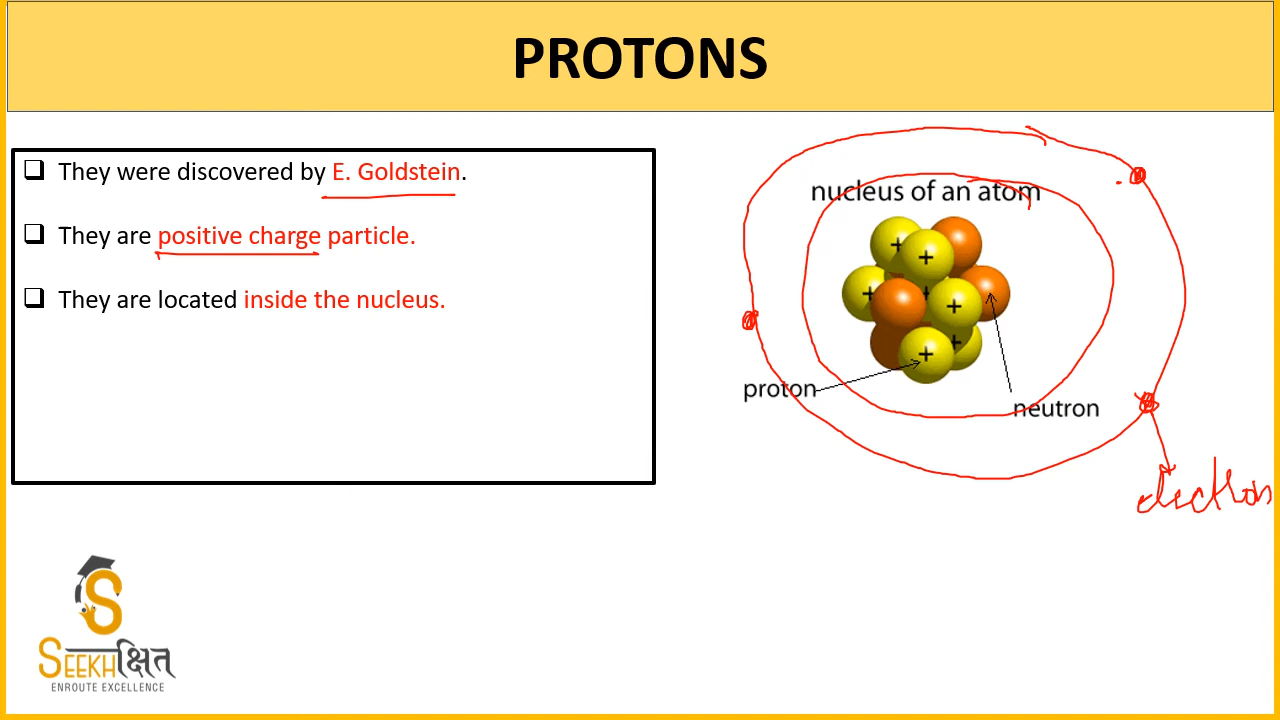 PROTONS
They were discovered by E. Goldstein.
They are positive charge particle.
They are located inside the nucleus.
nucleus of an atom
+
+
+
+
+
+
+
proton
neutron
electron
S
SEEKHक्षित
ENROUTE EXCELLENCE